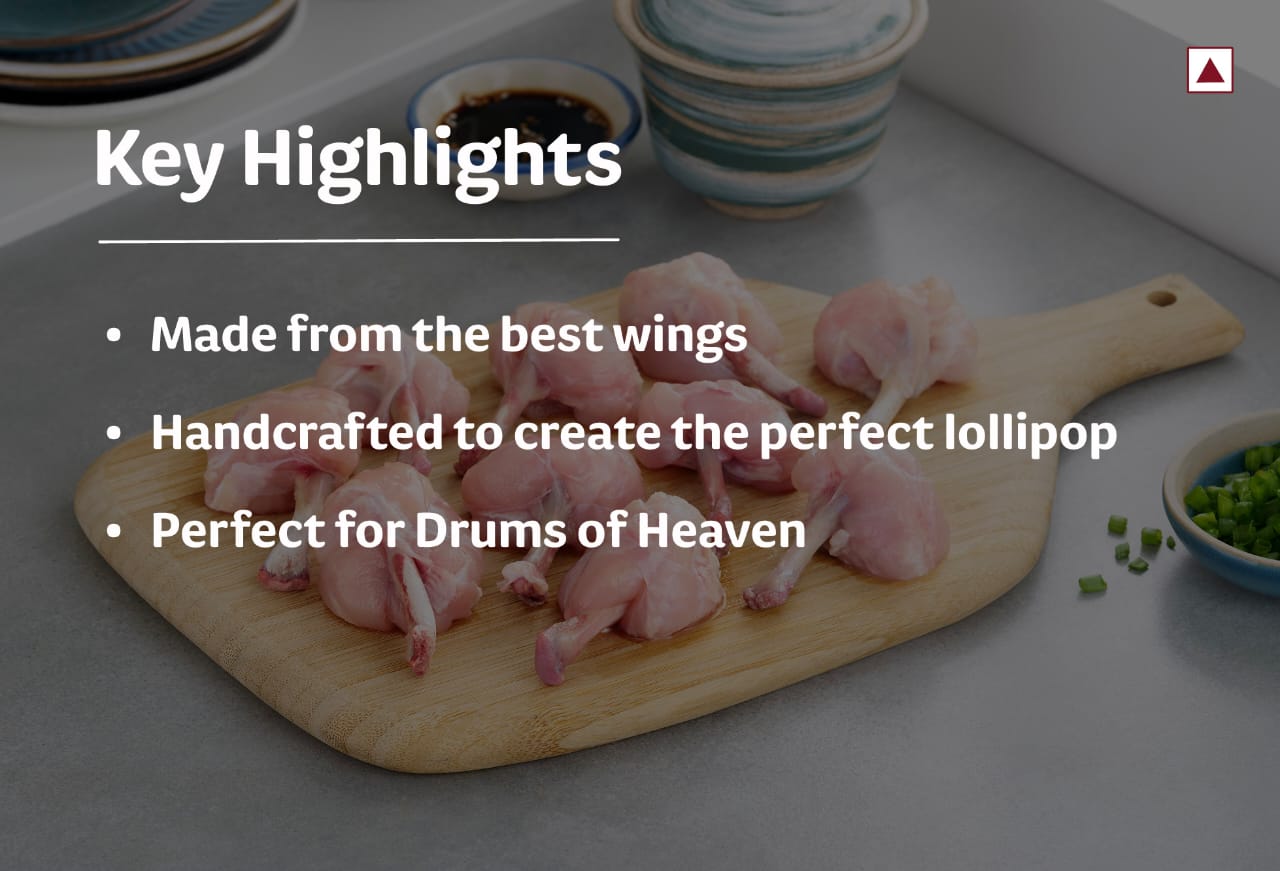 Key Highlights
• Made from the best wings
• Handcrafted to create the perfect lollipop
• Perfect for Drums of Heaven